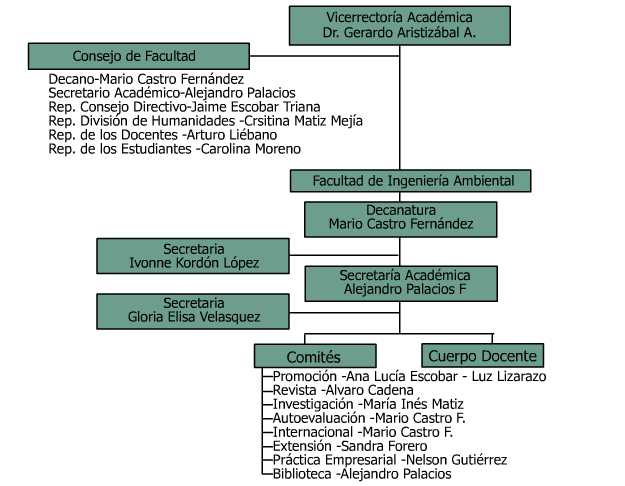 Vicerrectoría Académica
Dr. Gerardo Aristizábal A.
Consejo de Facultad
Decano-Mario Castro Fernández
Secretario Académico-Alejandro Palacios
Rep. Consejo Directivo-Jaime Escobar Triana
Rep. División de Humanidades -Crsitina Matiz Mejía
Rep. de los Docentes -Arturo Liébano
Rep. de los Estudiantes -Carolina Moreno
Facultad de Ingeniería Ambiental
Decanatura
Mario Castro Fernández
Secretaria
Ivonne Kordón López
Secretaría Académica
Alejandro Palacios F
Secretaria
Gloria Elisa Velasquez
Comités
Cuerpo Docente
Promoción -Ana Lucía Escobar - Luz Lizarazo
Revista -Alvaro Cadena
Investigación -María Inés Matiz
Autoevaluación -Mario Castro F.
Internacional -Mario Castro F.
Extensión -Sandra Forero
Práctica Empresarial -Nelson Gutiérrez
Biblioteca -Alejandro Palacios